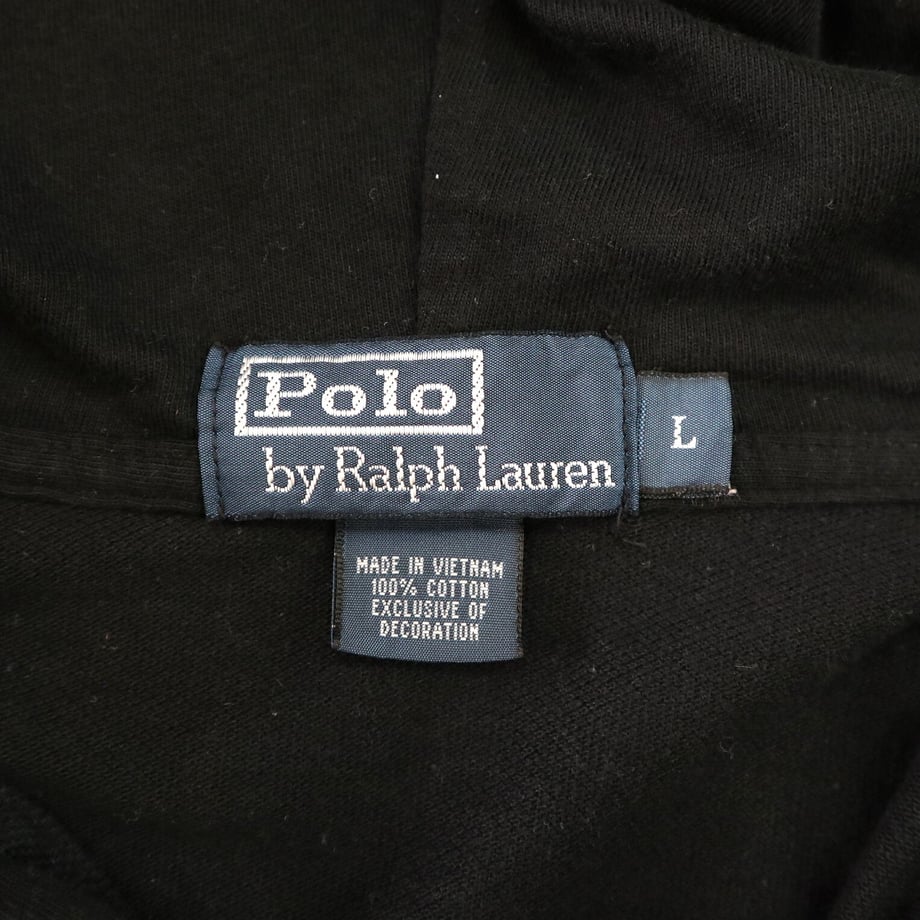 Polo
by Ralph Lauren
L
MADE IN VIETNAM
100% COTTON
EXCLUSIVE OF
DECORATION